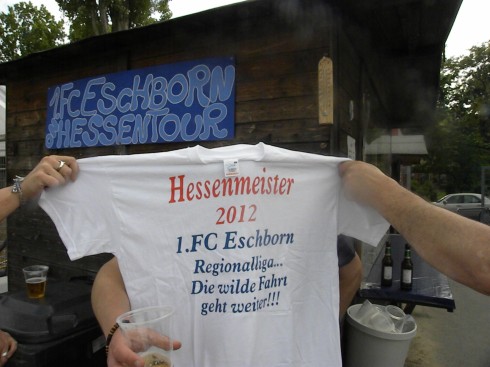 1.FC ESCHBORN
HESSENTOUR
Hessenmeister
2012
1.FC Eschborn
Regionalliga...
Die wilde Fahrt
geht weiter!!!